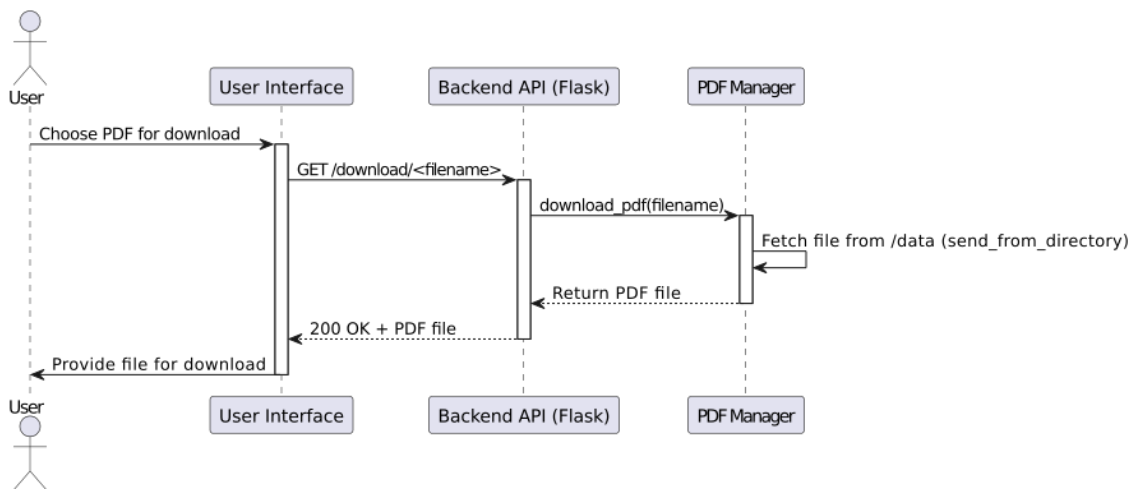 User
User Interface
Backend API (Flask)
PDF Manager
Choose PDF for download
GET /download/<filename>
download_pdf(filename)
Fetch file from /data (send_from_directory)
Return PDF file
200 OK + PDF file
Provide file for download
User
User Interface
Backend API (Flask)
PDF Manager